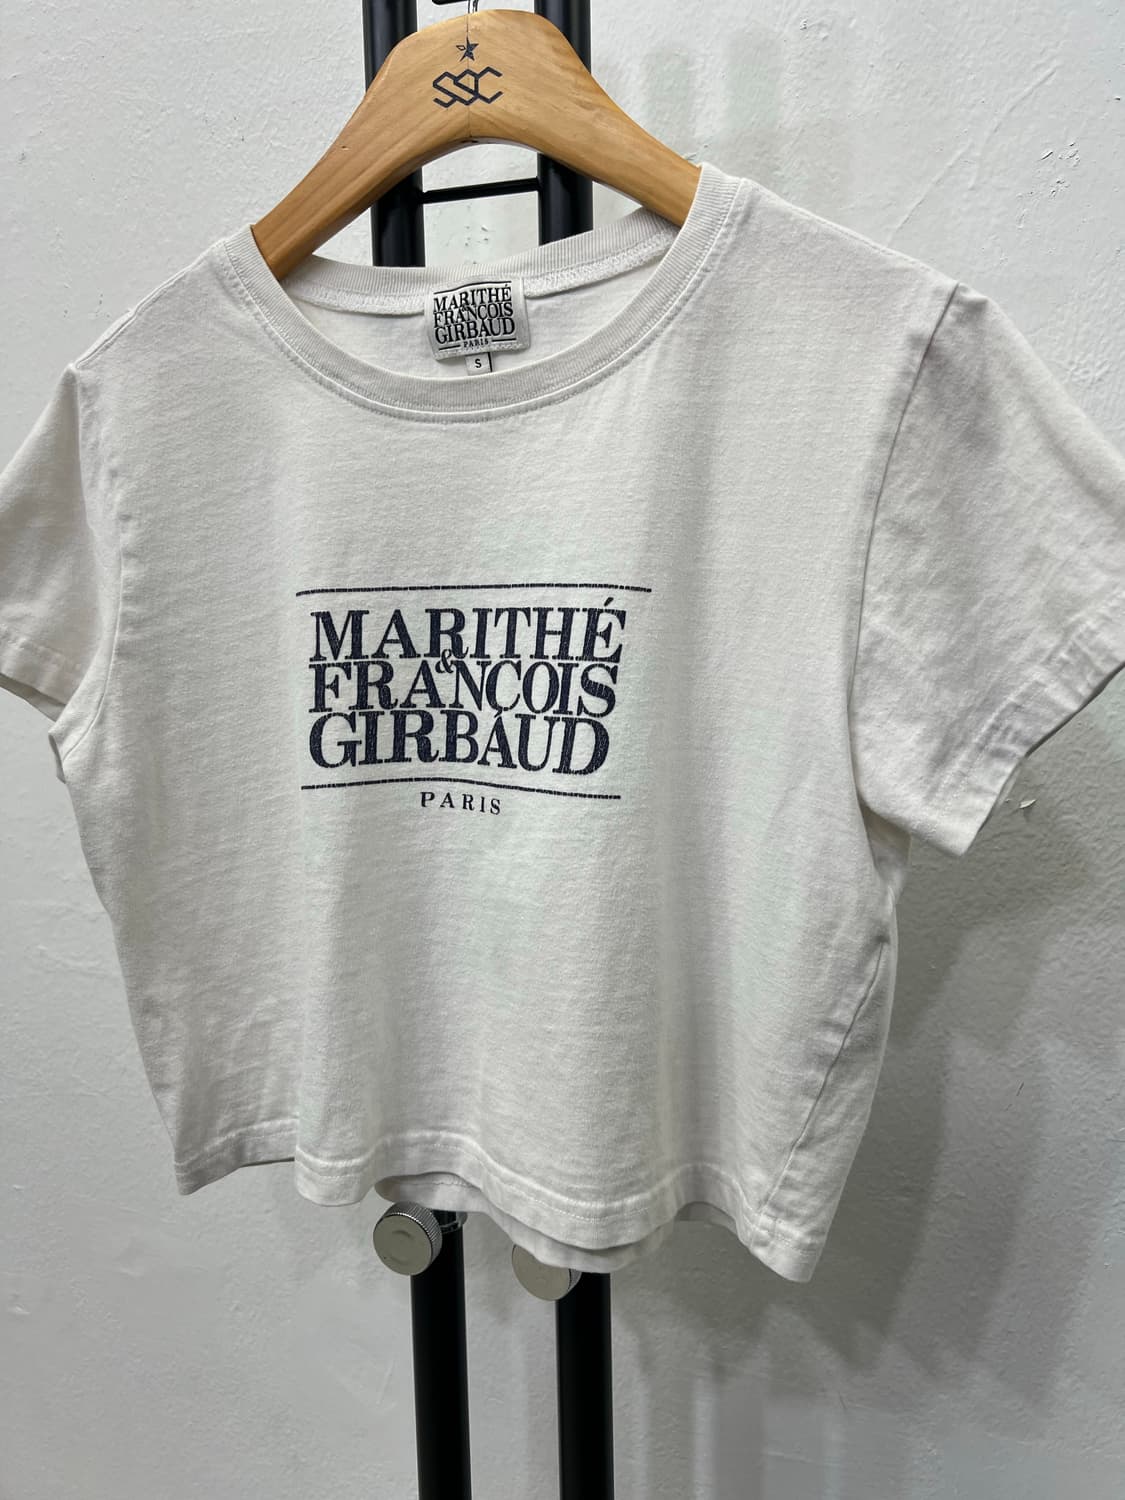 SSC
MARITHÉ
&
FRANÇOIS
GIRBAUD
PARIS
S
MARITHÉ
&
FRANÇOIS
GIRBAUD
PARIS